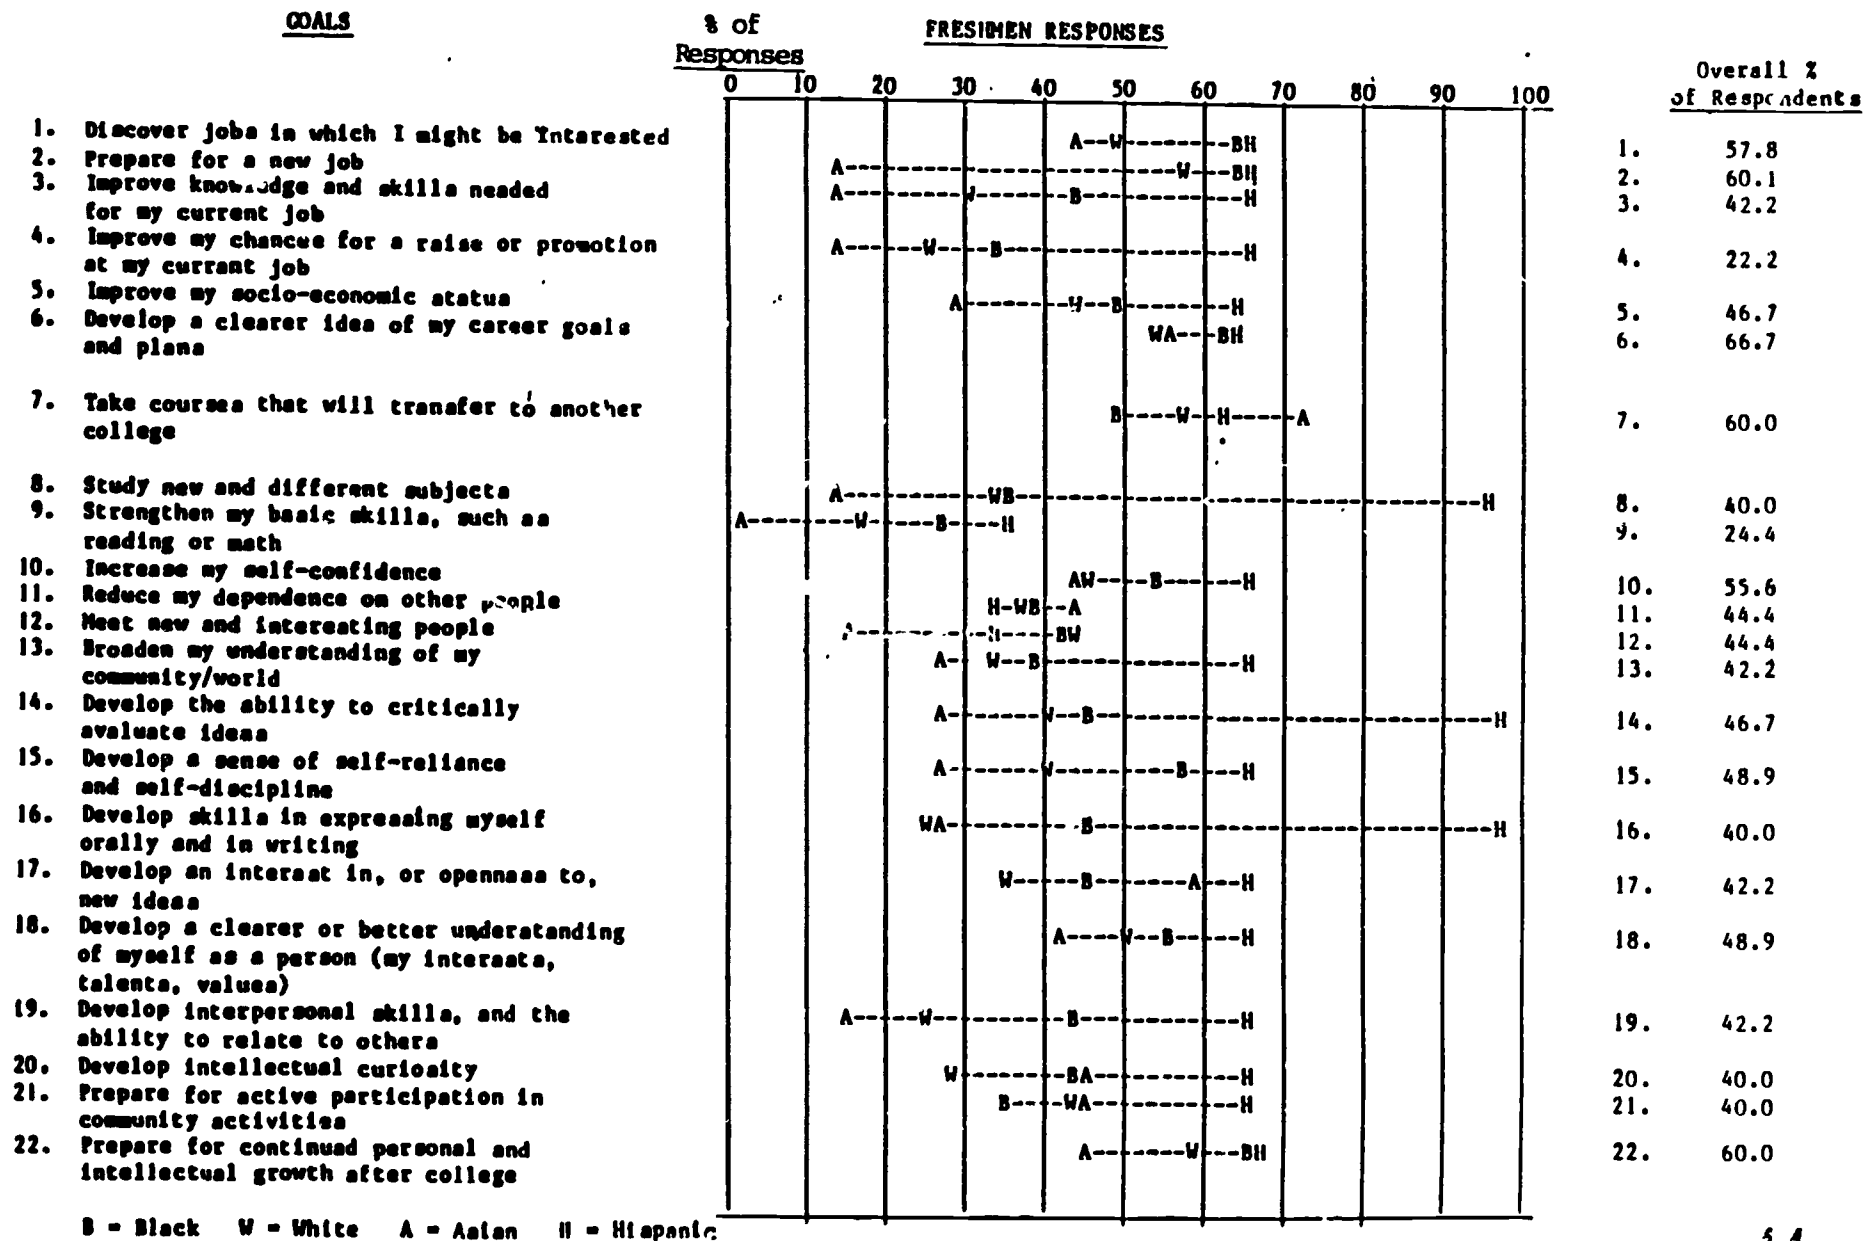 GOALS
% of
Responses
FRESHMEN RESPONSES
Overall %
of Respondents
0 10 20 30 40 50 60 70 80 90 100
1. Discover jobs in which I might be interested A--W-------------BH 1. 57.8
2. Prepare for a new job A------------------------------------------W-----BH 2. 60.1
3. Improve knowledge and skills needed A---------------W------------B--------------------H 3. 42.2
for my current job
4. Improve my chances for a raise or promotion A----------W-------B------------------------------H 4. 22.2
at my current job
5. Improve my socio-economic status A--------------W---B-------------H 5. 46.7
6. Develop a clearer idea of my career goals WA----BH 6. 66.7
and plans
7. Take courses that will transfer to another B-------W---H--------A 7. 60.0
college
8. Study new and different subjects A------------------WB-----------------------------------------------------------H 8. 40.0
9. Strengthen my basic skills, such as A--------------W---------B-------H 9. 24.4
reading or math
10. Increase my self-confidence AW-------B----------H 10. 55.6
11. Reduce my dependence on other people H-WB---A 11. 44.4
12. Meet new and interesting people A------------------H-------BW 12. 44.4
13. Broaden my understanding of my A-----W----B---------------------------H 13. 42.2
community/world
14. Develop the ability to critically A-------------W----B----------------------------------------------------H 14. 46.7
evaluate ideas
15. Develop a sense of self-reliance A-------------W-----------------B-------H 15. 48.9
and self-discipline
16. Develop skills in expressing myself WA------------------B----------------------------------------------------H 16. 40.0
orally and in writing
17. Develop an interest in, or openness to, W----------B--------------A------H 17. 42.2
new ideas
18. Develop a clearer or better understanding A--------W-----B----------H 18. 48.9
of myself as a person (my interests,
talents, values)
19. Develop interpersonal skills, and the A----------W-------------------B----------------------H 19. 42.2
ability to relate to others
20. Develop intellectual curiosity W---------------BA-------------------H 20. 40.0
21. Prepare for active participation in B--------WA-------------------H 21. 40.0
community activities
22. Prepare for continued personal and A--------------W------BH 22. 60.0
intellectual growth after college
B = Black W = White A = Asian H = Hispanic